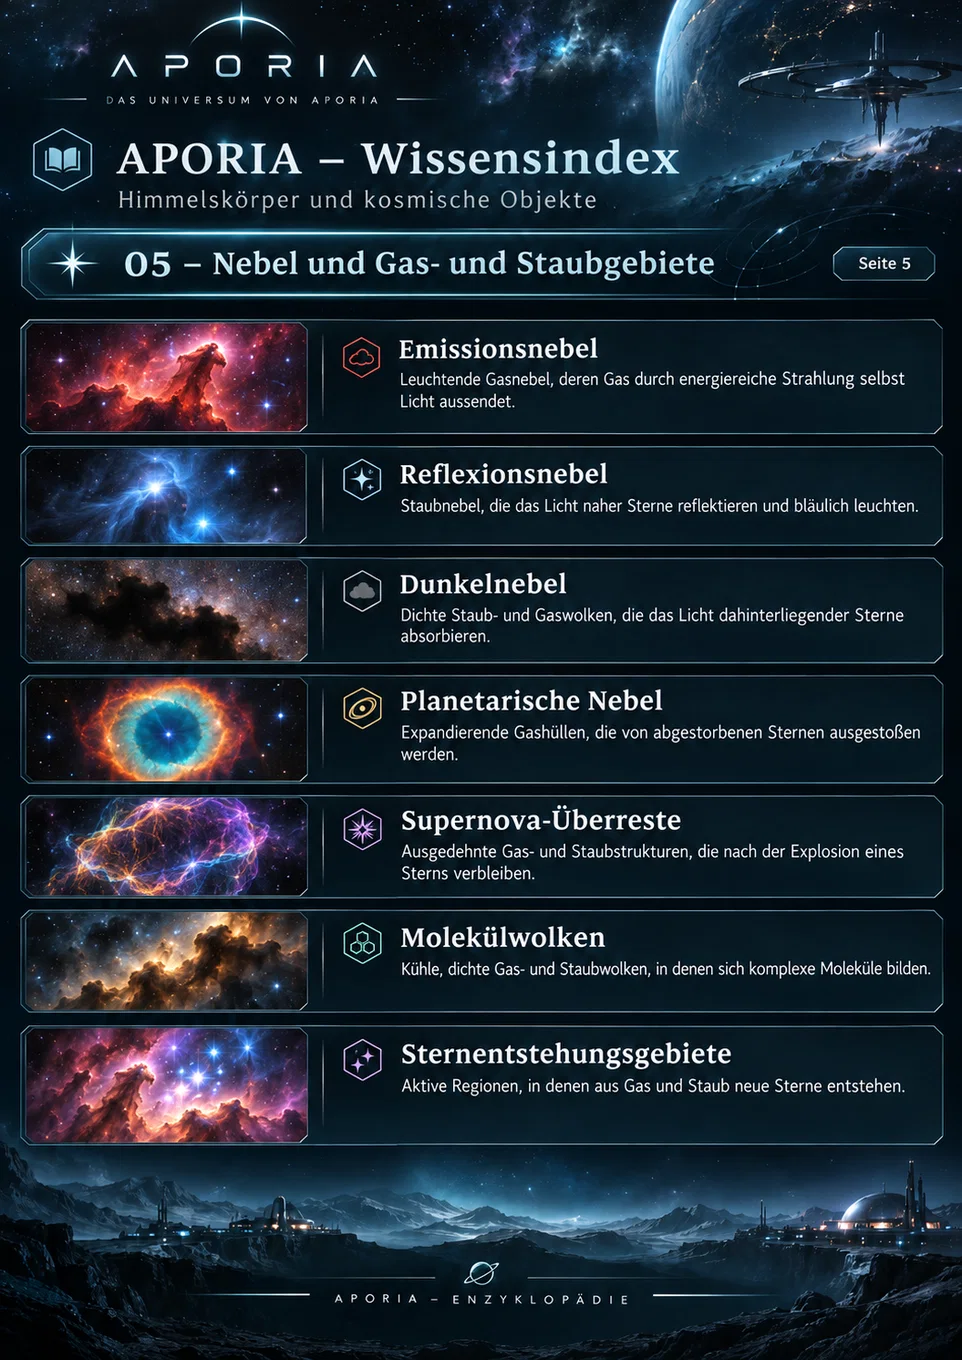 APORIA
DAS UNIVERSUM VON APORIA
APORIA – Wissensindex
Himmelskörper und kosmische Objekte
05 – Nebel und Gas- und Staubgebiete
Seite 5
Emissionsnebel
Leuchtende Gasnebel, deren Gas durch energiereiche Strahlung selbst
Licht aussendet.
Reflexionsnebel
Staubnebel, die das Licht naher Sterne reflektieren und bläulich leuchten.
Dunkelnebel
Dichte Staub- und Gaswolken, die das Licht dahinterliegender Sterne
absorbieren.
Planetarische Nebel
Expandierende Gashüllen, die von abgestorbenen Sternen ausgestoßen
werden.
Supernova-Überreste
Ausgedehnte Gas- und Staubstrukturen, die nach der Explosion eines
Sterns verbleiben.
Molekülwolken
Kühle, dichte Gas- und Staubwolken, in denen sich komplexe Moleküle bilden.
Sternentstehungsgebiete
Aktive Regionen, in denen aus Gas und Staub neue Sterne entstehen.
APORIA – ENZYKLOPÄDIE